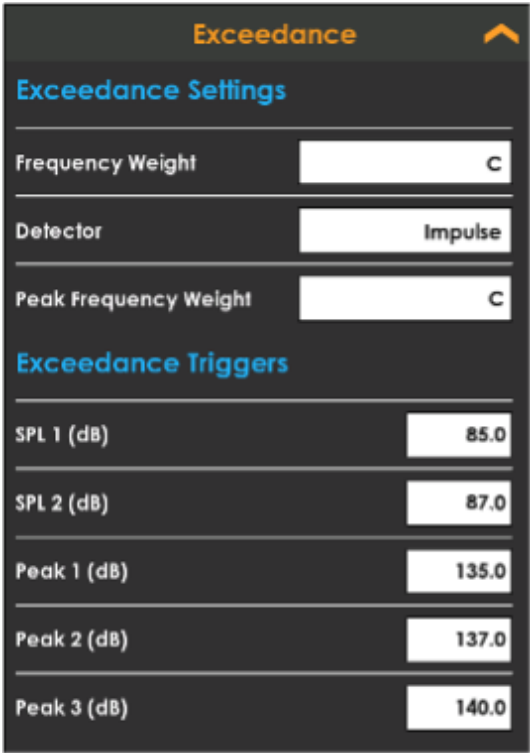 Exceedance
Exceedance Settings
Frequency Weight C
Detector Impulse
Peak Frequency Weight C
Exceedance Triggers
SPL 1 (dB) 85.0
SPL 2 (dB) 87.0
Peak 1 (dB) 135.0
Peak 2 (dB) 137.0
Peak 3 (dB) 140.0